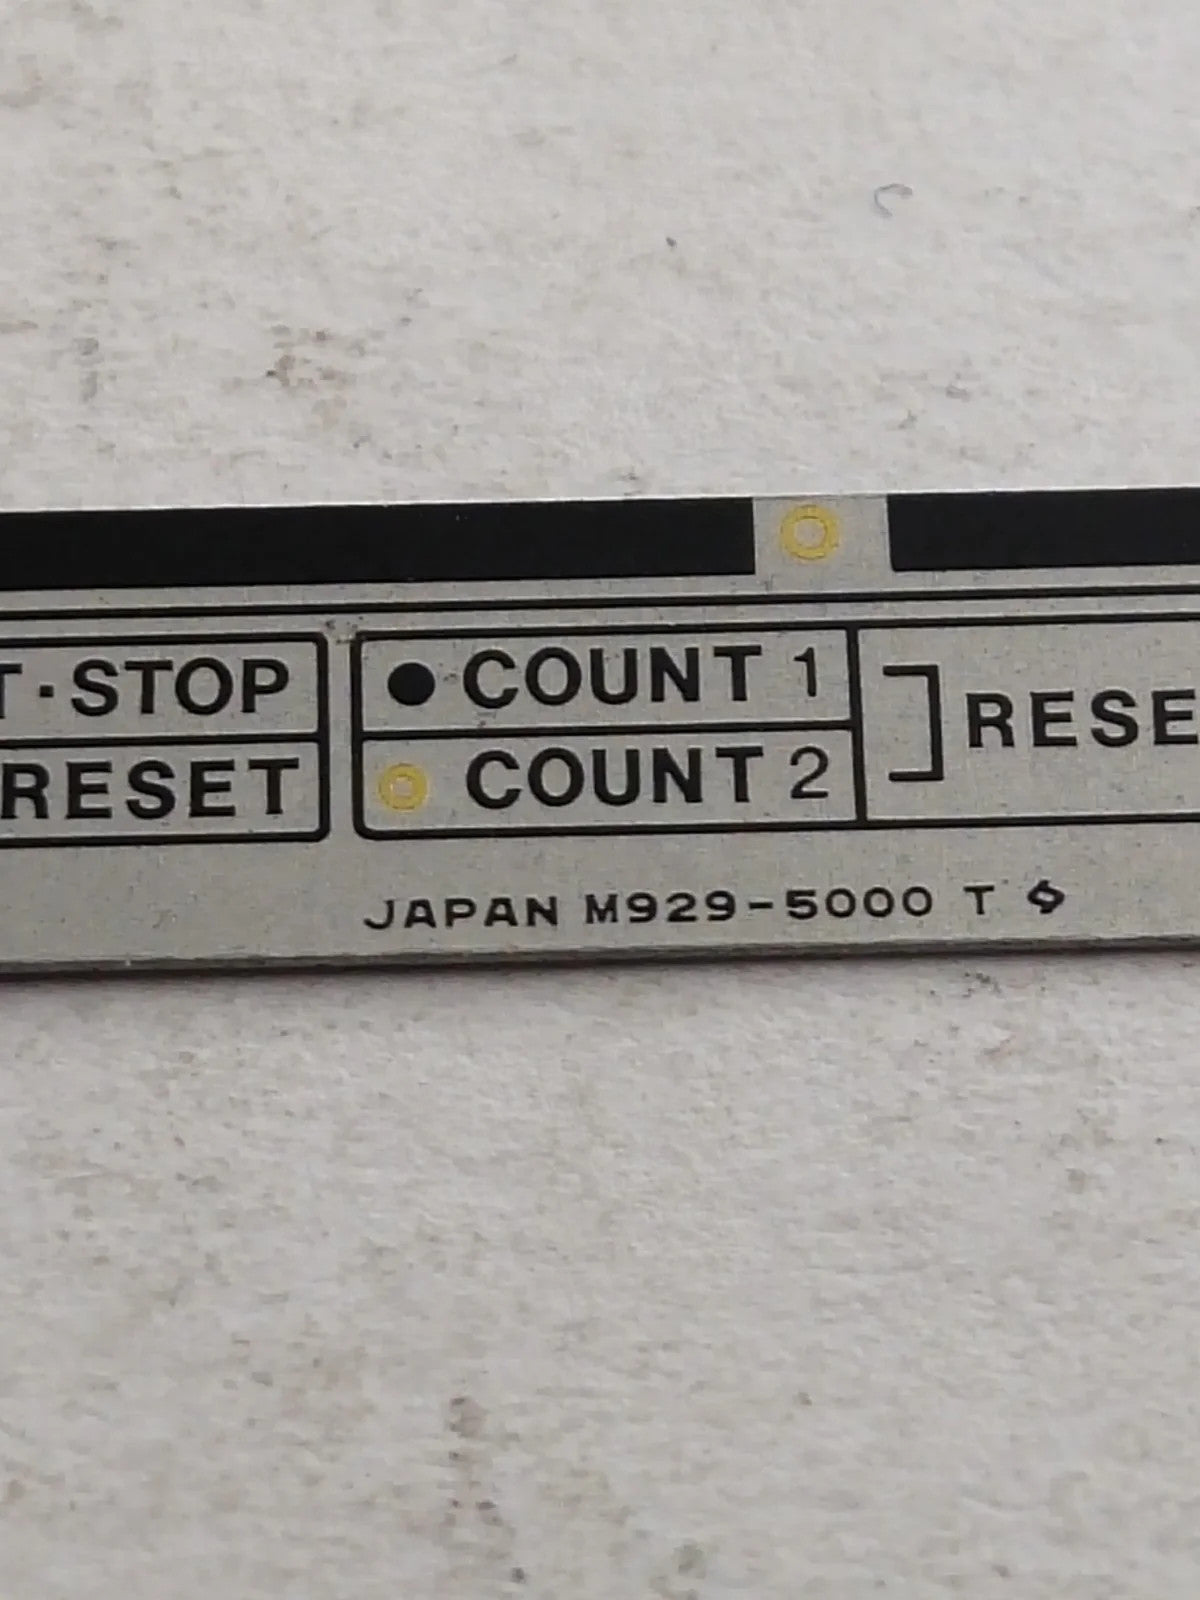 T·STOP
RESET
● COUNT 1
COUNT 2
RESE
JAPAN M929-5000 T